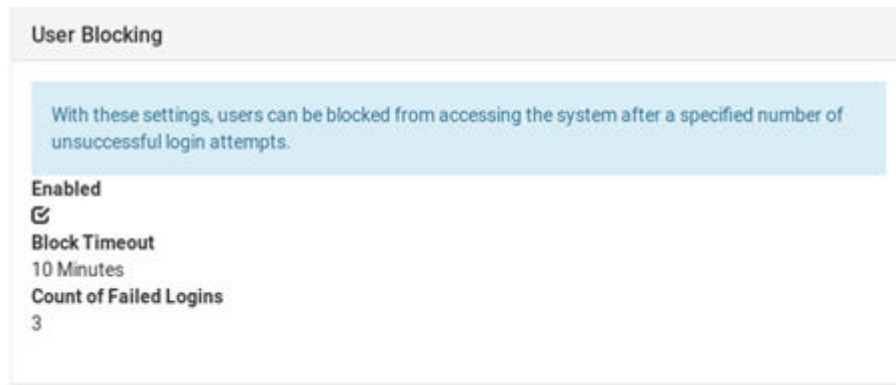 User Blocking
With these settings, users can be blocked from accessing the system after a specified number of
unsuccessful login attempts.
Enabled
Block Timeout
10 Minutes
Count of Failed Logins
3